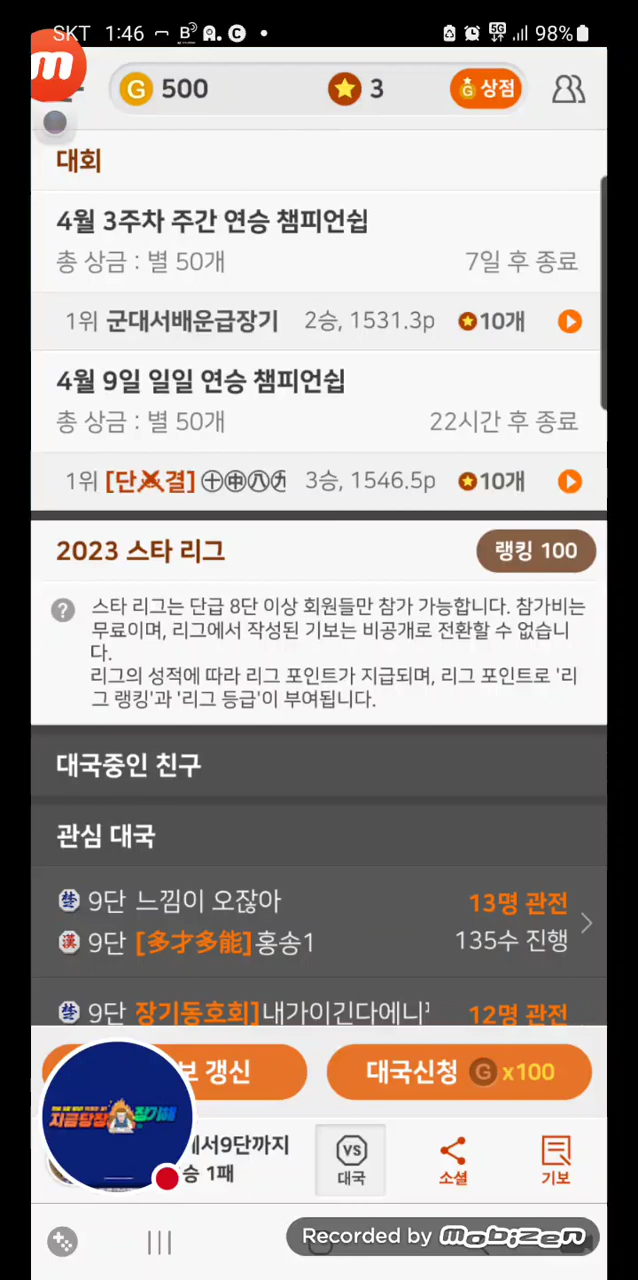 SKT 1:46
5G 98%
G 500
3
G 상점
대회
4월 3주차 주간 연승 챔피언쉽
총 상금 : 별 50개 7일 후 종료
1위 군대서배운급장기 2승, 1531.3p 10개
4월 9일 일일 연승 챔피언쉽
총 상금 : 별 50개 22시간 후 종료
1위 [단 결] 3승, 1546.5p 10개
2023 스타 리그
랭킹 100
? 스타 리그는 단급 8단 이상 회원들만 참가 가능합니다. 참가비는
무료이며, 리그에서 작성된 기보는 비공개로 전환할 수 없습니
다.
리그의 성적에 따라 리그 포인트가 지급되며, 리그 포인트로 '리
그 랭킹'과 '리그 등급'이 부여됩니다.
대국중인 친구
관심 대국
9단 느낌이 오잖아 13명 관전
漢 9단 [多才多能]홍송1 135수 진행
9단 장기동호회]내가이긴다에니 12명 관전
갱신
대국신청 G x100
지금당장 장기해
에서9단까지
승 1패
VS
대국
소셜
기보
Recorded by MOBIZEN